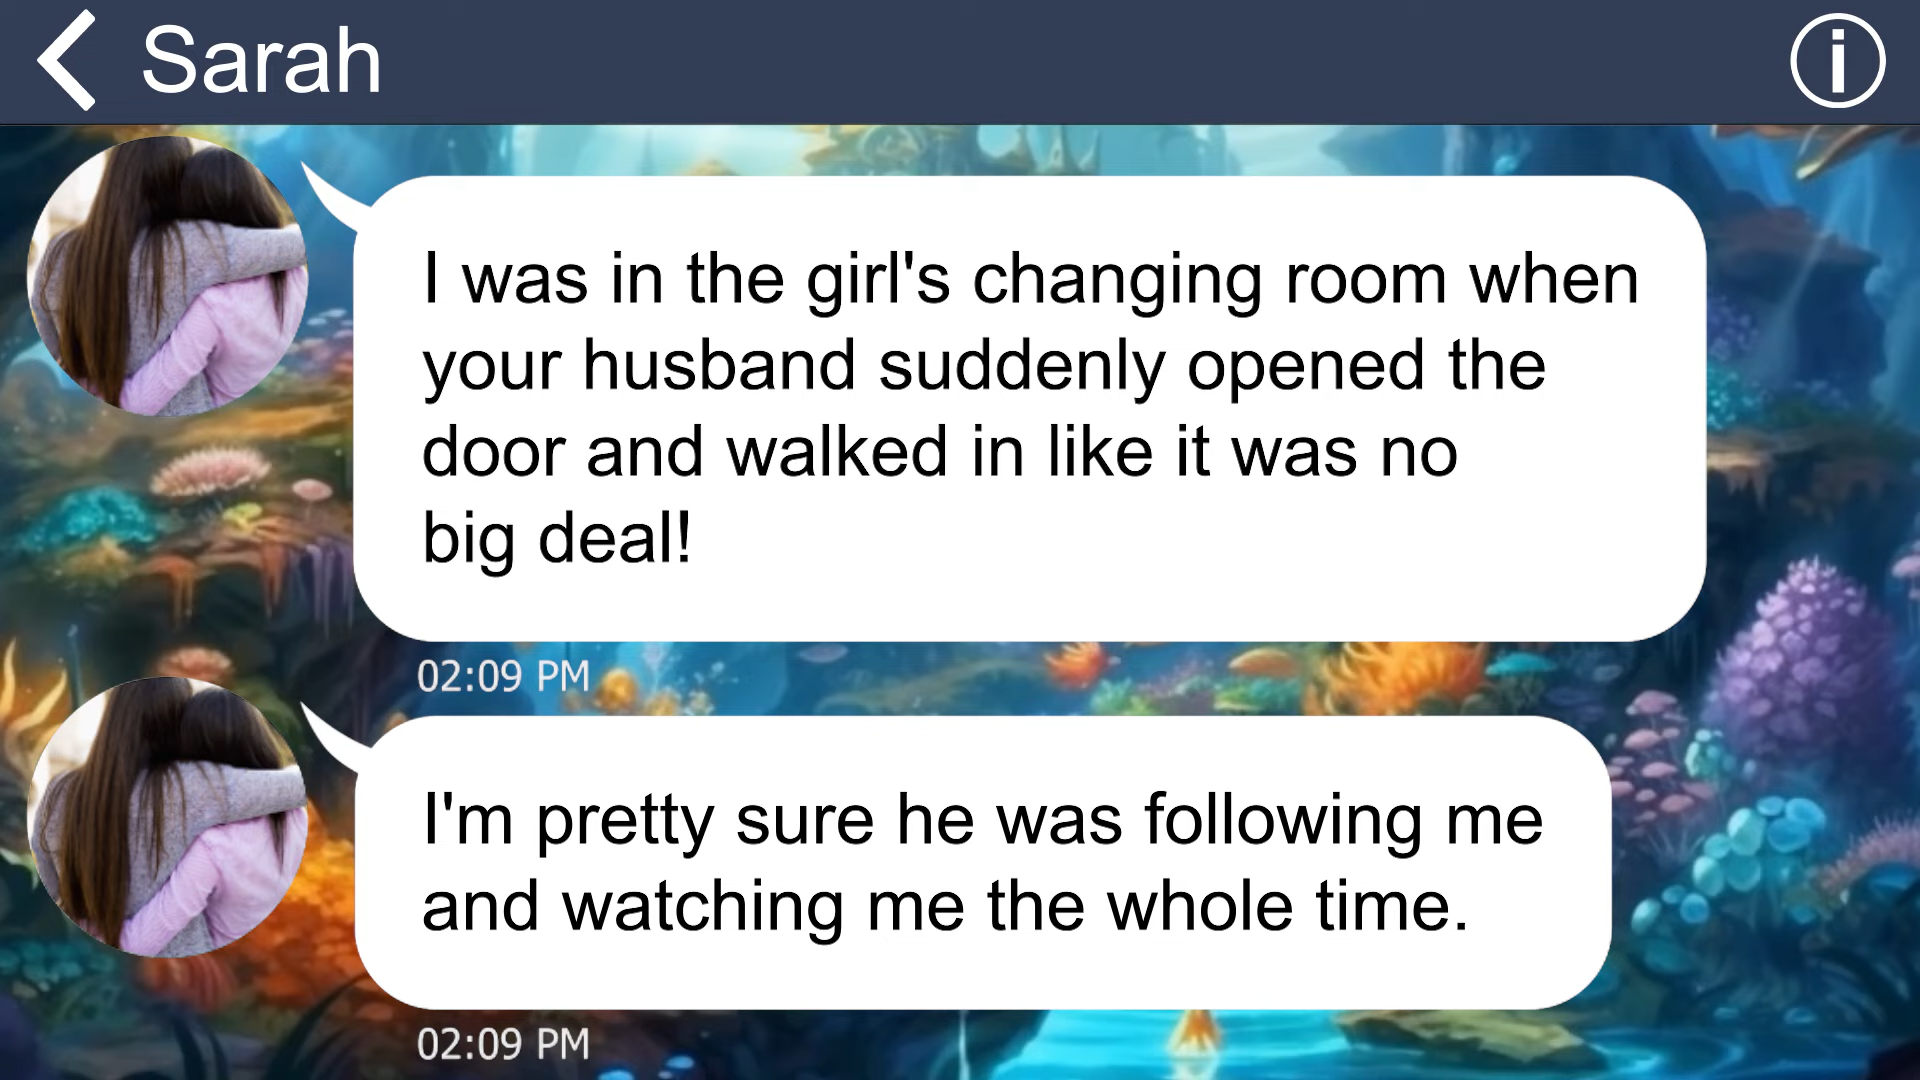 Sarah
I was in the girl's changing room when
your husband suddenly opened the
door and walked in like it was no
big deal!
02:09 PM
I'm pretty sure he was following me
and watching me the whole time.
02:09 PM